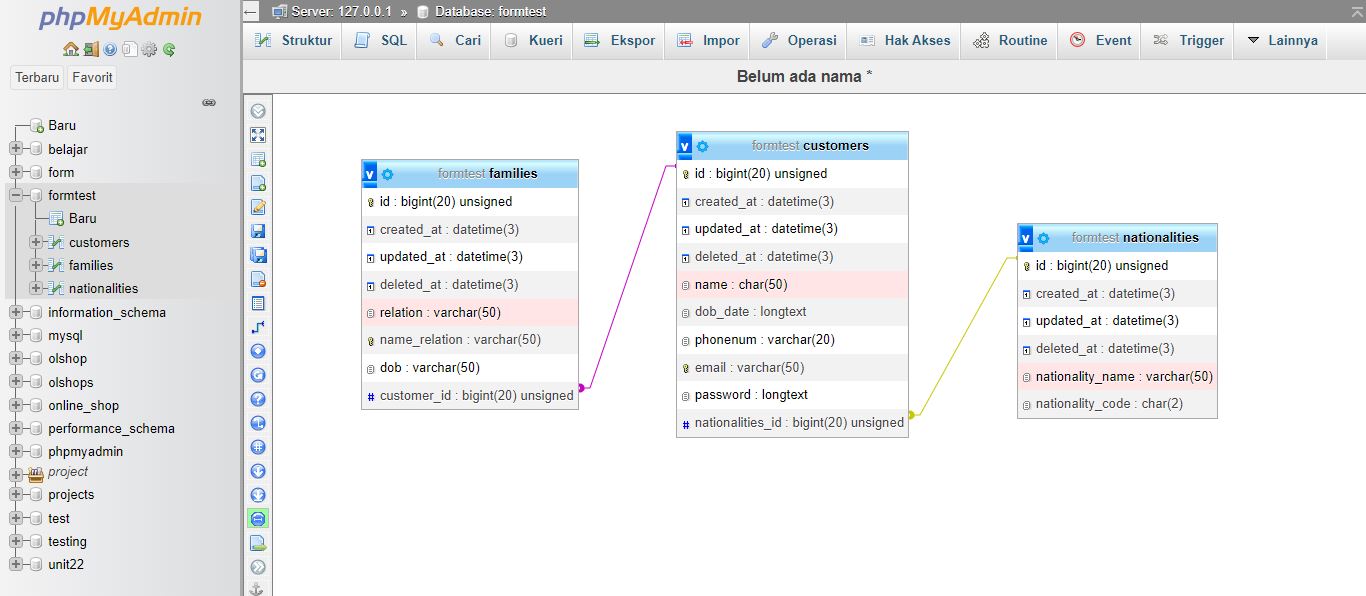 phpMyAdmin
Terbaru Favorit
Baru
belajar
form
formtest
Baru
customers
families
nationalities
information_schema
mysql
olshop
olshops
online_shop
performance_schema
phpmyadmin
project
projects
test
testing
unit22
Server: 127.0.0.1 » Database: formtest
Struktur SQL Cari Kueri Ekspor Impor Operasi Hak Akses Routine Event Trigger Lainnya
Belum ada nama *
v formtest families
id : bigint(20) unsigned
created_at : datetime(3)
updated_at : datetime(3)
deleted_at : datetime(3)
relation : varchar(50)
name_relation : varchar(50)
dob : varchar(50)
# customer_id : bigint(20) unsigned
v formtest customers
id : bigint(20) unsigned
created_at : datetime(3)
updated_at : datetime(3)
deleted_at : datetime(3)
name : char(50)
dob_date : longtext
phonenum : varchar(20)
email : varchar(50)
password : longtext
# nationalities_id : bigint(20) unsigned
v formtest nationalities
id : bigint(20) unsigned
created_at : datetime(3)
updated_at : datetime(3)
deleted_at : datetime(3)
nationality_name : varchar(50)
nationality_code : char(2)